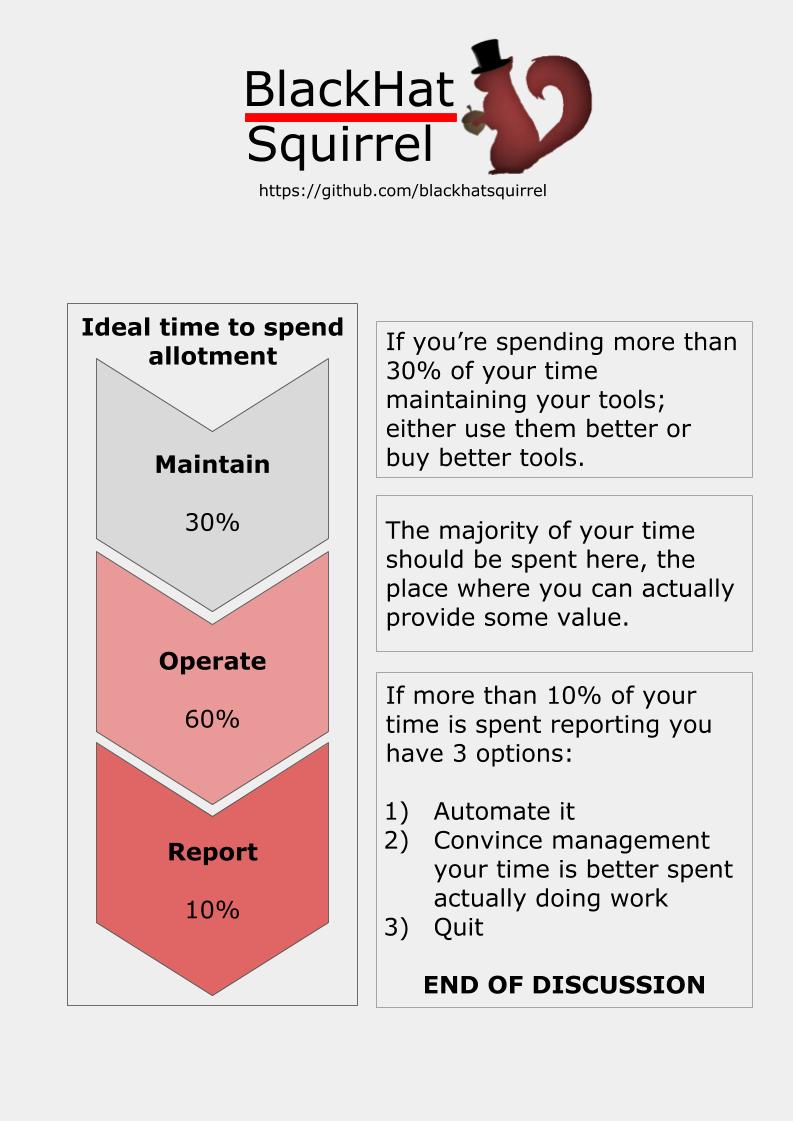 BlackHat
Squirrel
https://github.com/blackhatsquirrel
Ideal time to spend
allotment
Maintain
30%
If you’re spending more than
30% of your time
maintaining your tools;
either use them better or
buy better tools.
Operate
60%
The majority of your time
should be spent here, the
place where you can actually
provide some value.
Report
10%
If more than 10% of your
time is spent reporting you
have 3 options:
1) Automate it
2) Convince management
your time is better spent
actually doing work
3) Quit
END OF DISCUSSION